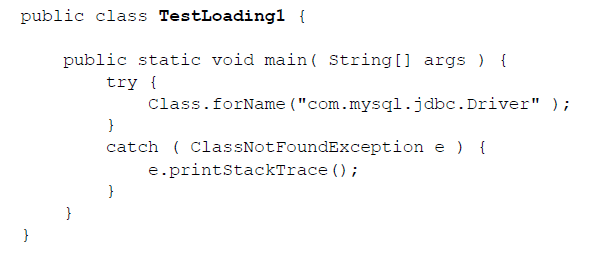 public class TestLoading1 {
public static void main( String[] args ) {
try {
Class.forName("com.mysql.jdbc.Driver" );
}
catch ( ClassNotFoundException e ) {
e.printStackTrace();
}
}
}